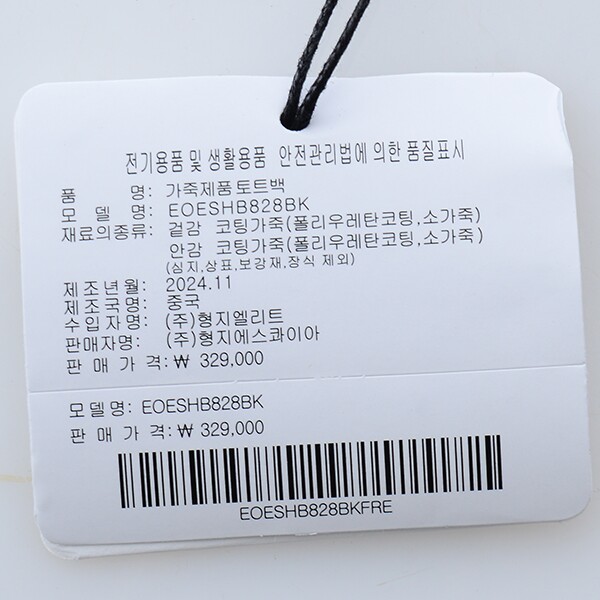 전기용품 및 생활용품 안전관리법에 의한 품질표시
품 명: 가죽제품토트백
모 델 명: EOESHB828BK
재료의종류: 겉감 코팅가죽(폴리우레탄코팅,소가죽)
안감 코팅가죽(폴리우레탄코팅,소가죽)
(심지,상표,보강재,장식 제외)
제조년월: 2024.11
제조국명: 중국
수입자명: (주)형지엘리트
판매자명: (주)형지에스콰이아
판 매 가 격:₩ 329,000
모델명: EOESHB828BK
판 매 가 격:₩ 329,000
EOESHB828BKFRE